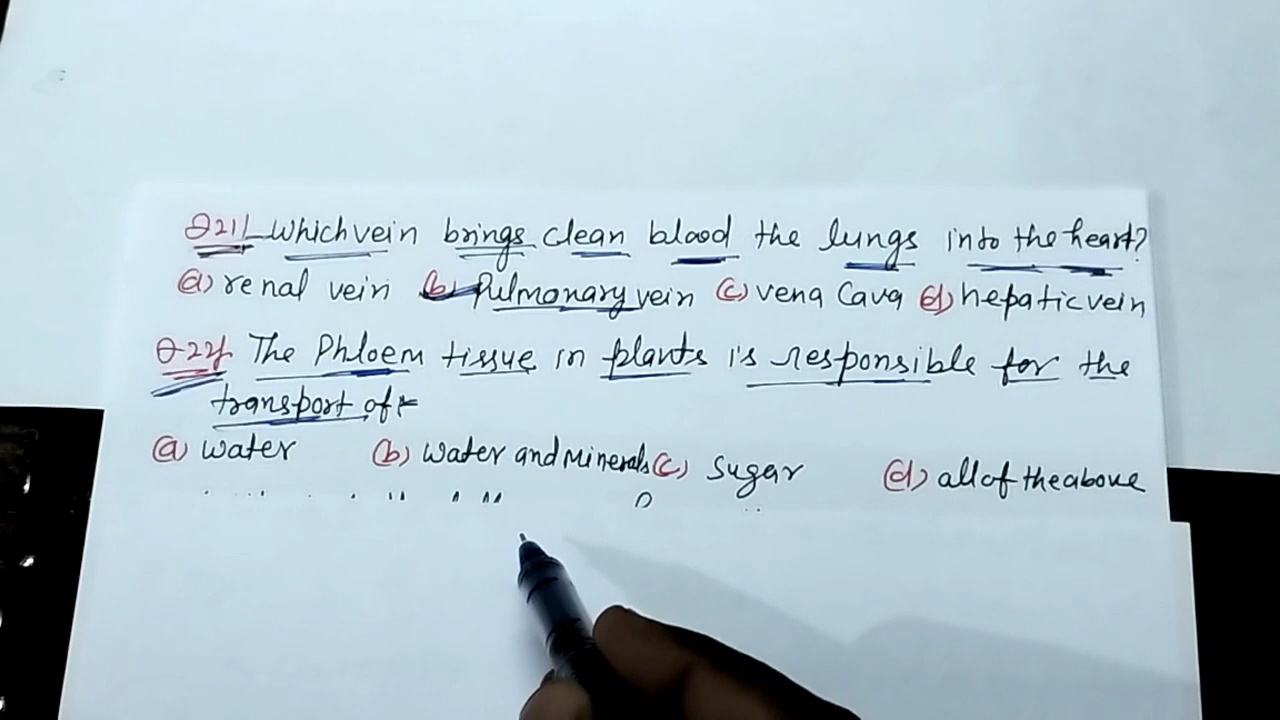 Q21) Which vein brings clean blood the lungs into the heart?
(a) renal vein (b) Pulmonary vein (c) vena Cava (d) hepatic vein
Q22) The Phloem tissue in plants is responsible for the
transport of
(a) water (b) water and Minerals (c) sugar (d) all of the above